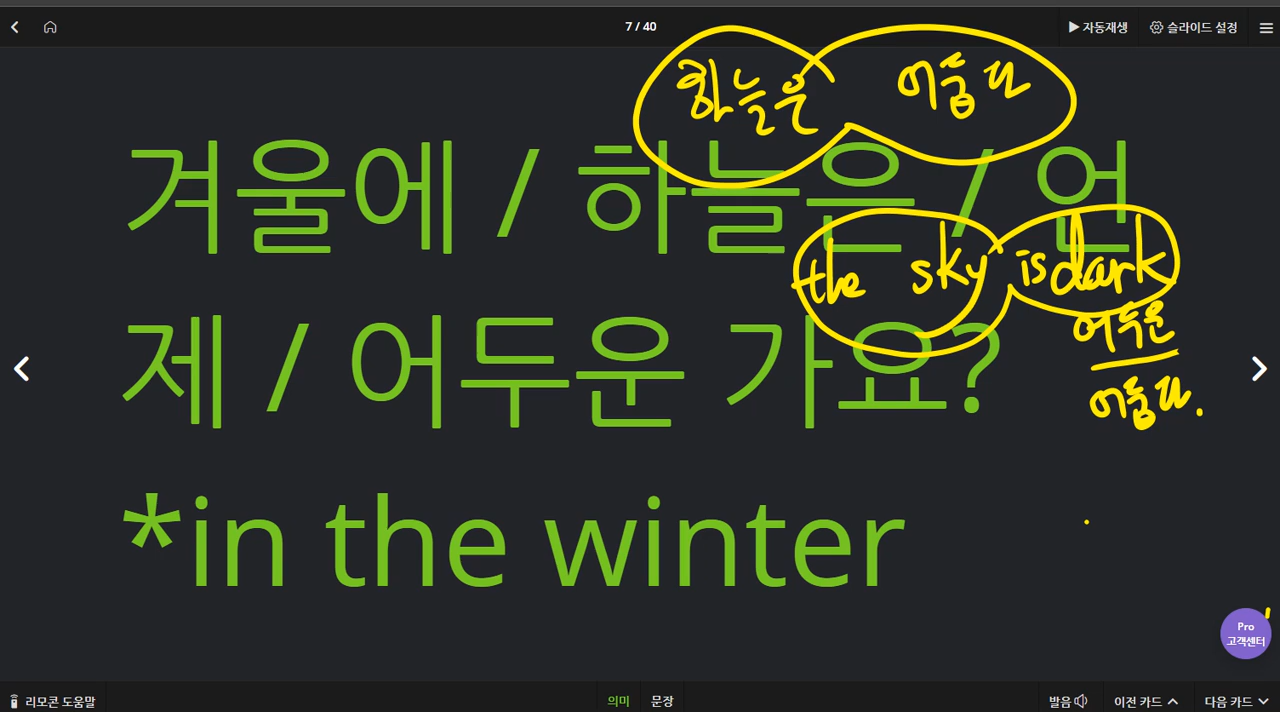 7 / 40
자동재생
슬라이드 설정
하늘은 어둡다
겨울에 / 하늘은 / 언
the sky is dark
제 / 어두운 가요?
어두운
어둡다.
*in the winter
Pro
고객센터
리모콘 도움말
의미
문장
발음
이전 카드
다음 카드